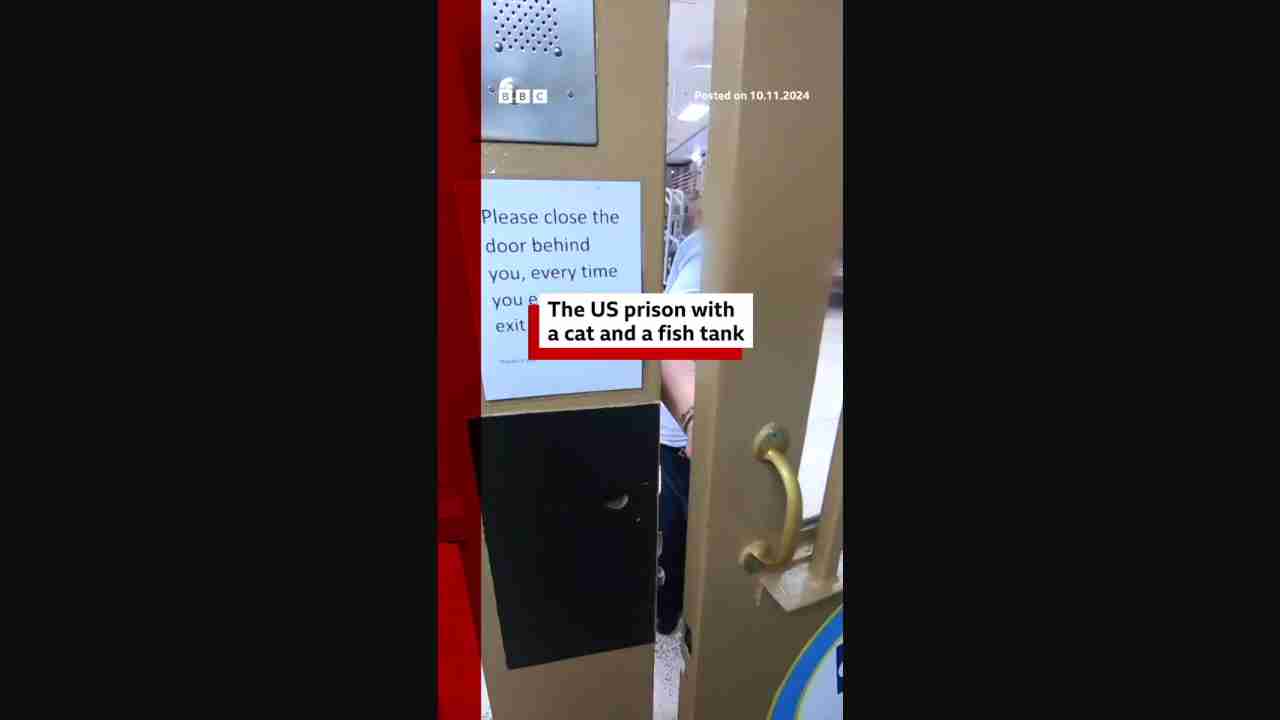 BBC
Posted on 10.11.2024
Please close the
door behind
you, every time
you
exit
The US prison with
a cat and a fish tank